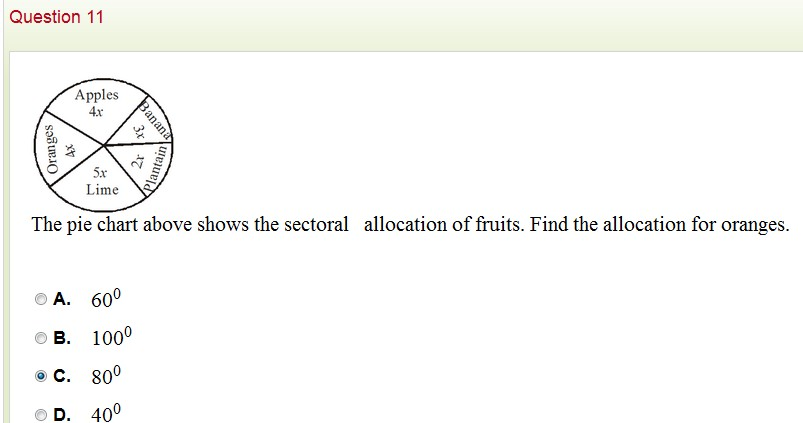 Question 11
Apples
4x
Banana
3x
Oranges
4x
2x
Plantain
5x
Lime
The pie chart above shows the sectoral allocation of fruits. Find the allocation for oranges.
A. 60⁰
B. 100⁰
C. 80⁰
D. 40⁰